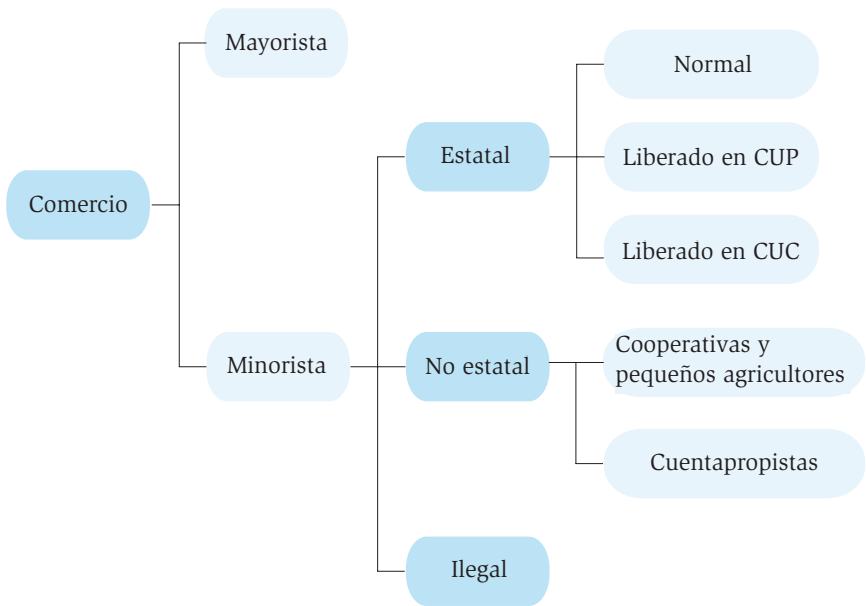 Comercio
Mayorista
Minorista
Estatal
No estatal
Ilegal
Normal
Liberado en CUP
Liberado en CUC
Cooperativas y
pequeños agricultores
Cuentapropistas